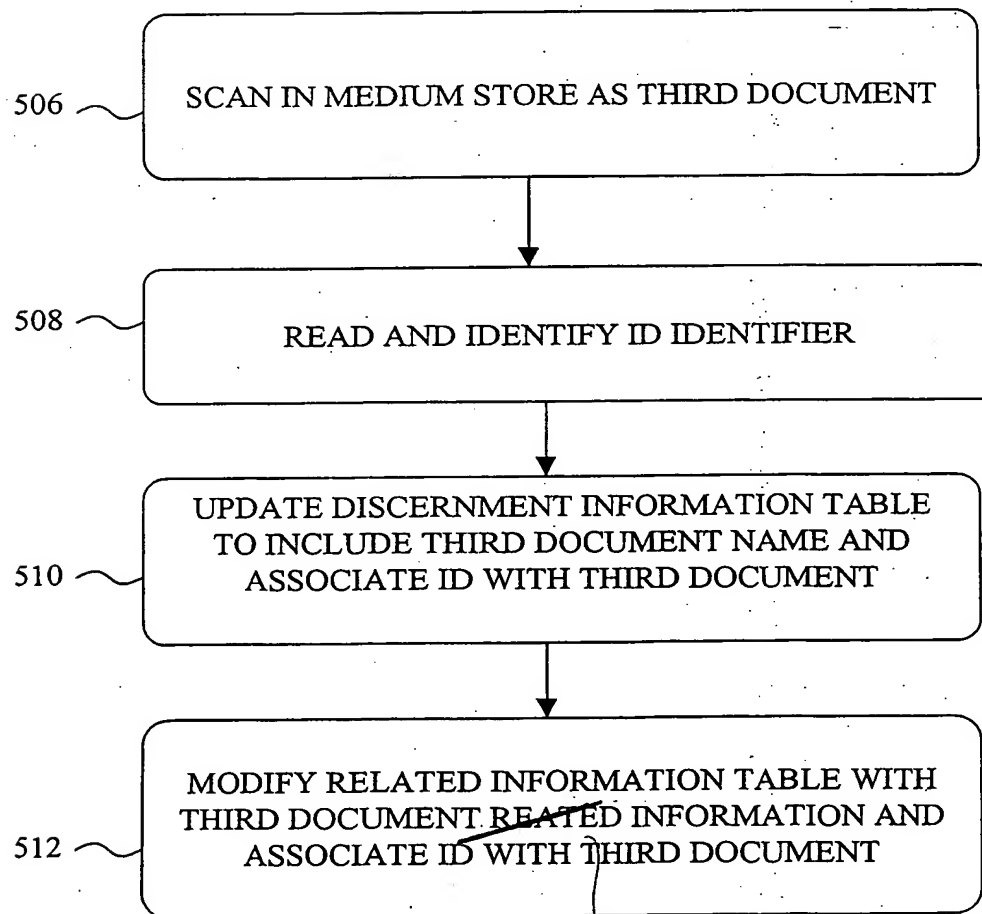 506
SCAN IN MEDIUM STORE AS THIRD DOCUMENT
508
READ AND IDENTIFY ID IDENTIFIER
510
UPDATE DISCERNMENT INFORMATION TABLE
TO INCLUDE THIRD DOCUMENT NAME AND
ASSOCIATE ID WITH THIRD DOCUMENT
512
MODIFY RELATED INFORMATION TABLE WITH
THIRD DOCUMENT REATED INFORMATION AND
ASSOCIATE ID WITH THIRD DOCUMENT